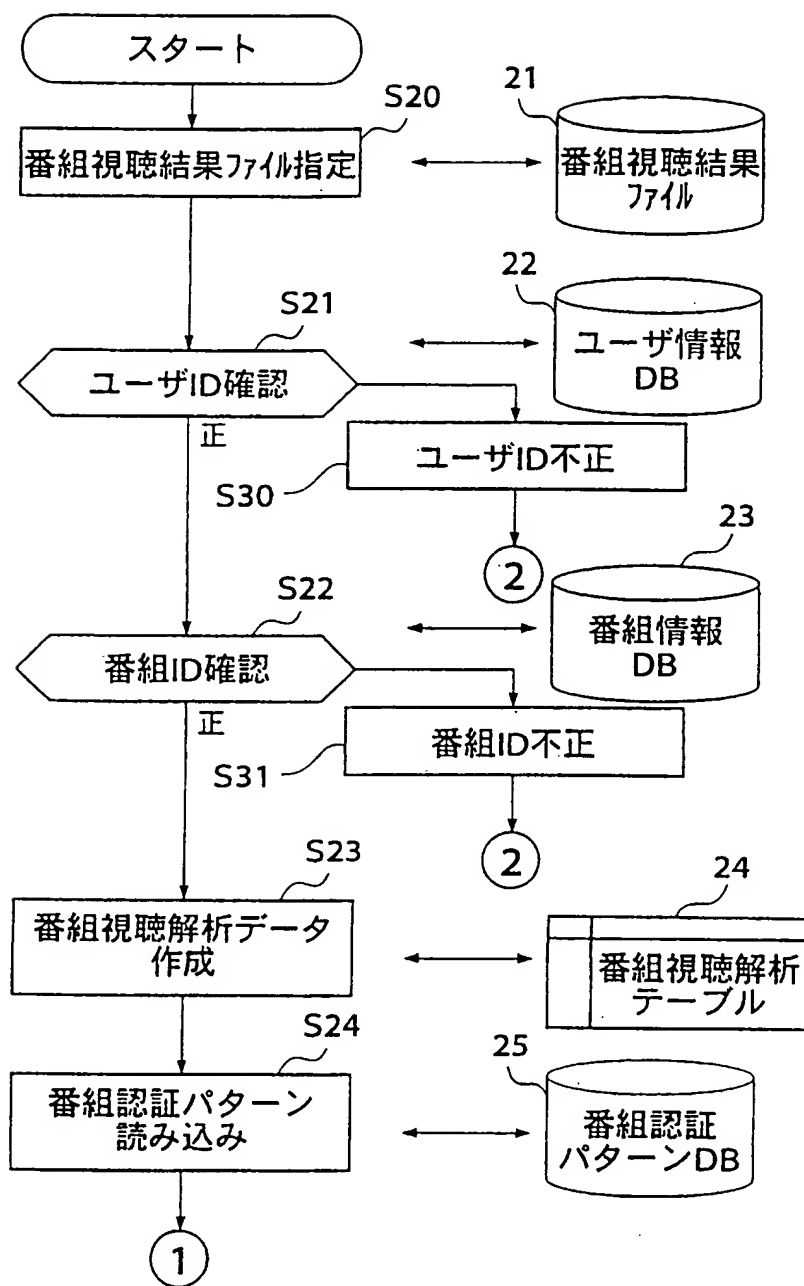 スタート
S20
番組視聴結果ファイル指定
21
番組視聴結果
ファイル
S21
ユーザID確認
正
22
ユーザ情報
DB
S30
ユーザID不正
2
S22
番組ID確認
正
23
番組情報
DB
S31
番組ID不正
2
S23
番組視聴解析データ
作成
24
番組視聴解析
テーブル
S24
番組認証パターン
読み込み
25
番組認証
パターンDB
1